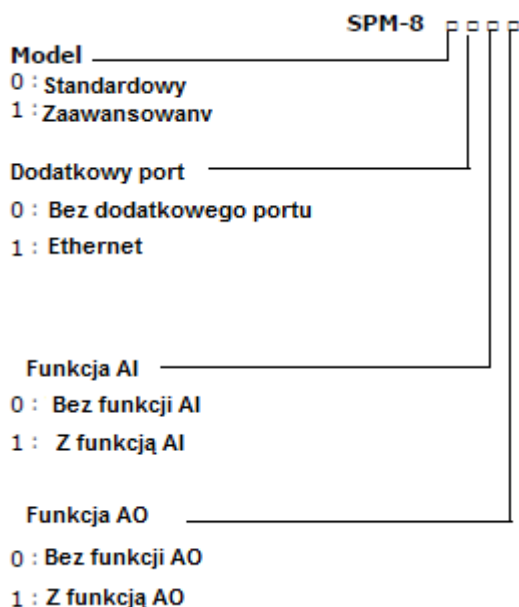 SPM-8 □ □ □ □
Model
0 : Standardowy
1 : Zaawansowanv
Dodatkowy port
0 : Bez dodatkowego portu
1 : Ethernet
Funkcja AI
0 : Bez funkcji AI
1 : Z funkcją AI
Funkcja AO
0 : Bez funkcji AO
1 : Z funkcją AO